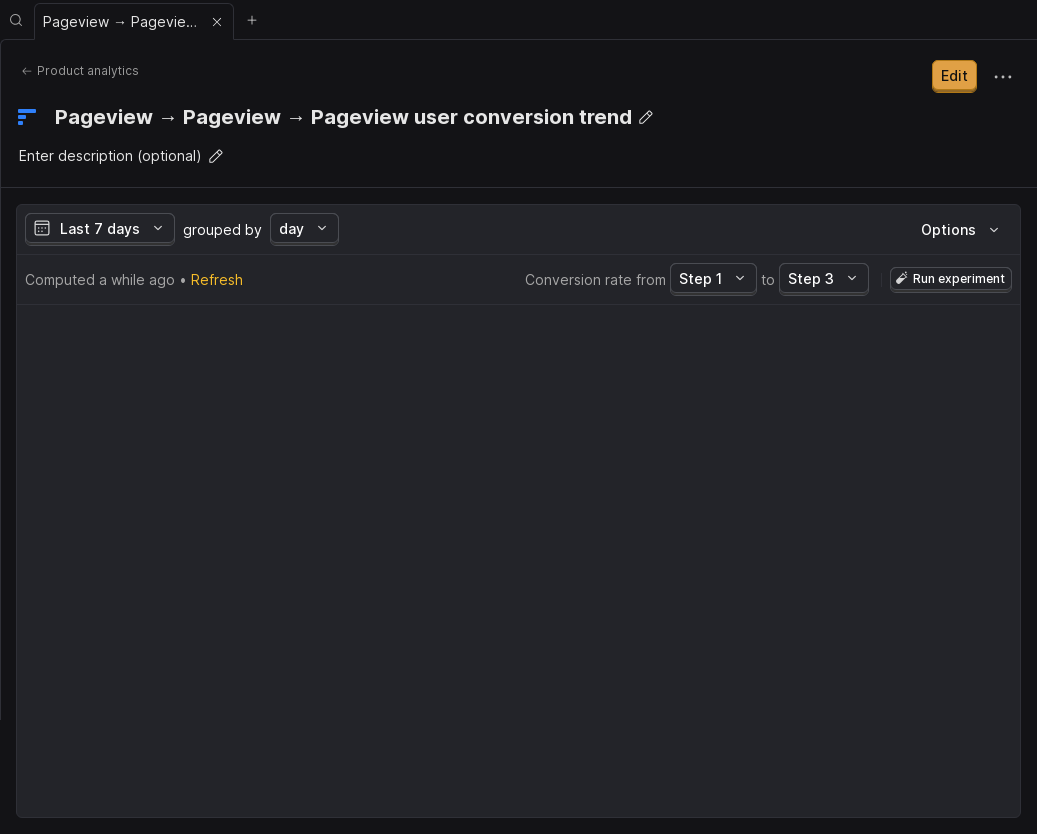 Pageview → Pagevie...
← Product analytics
Edit
Pageview → Pageview → Pageview user conversion trend
Enter description (optional)
Last 7 days grouped by day Options
Computed a while ago • Refresh Conversion rate from Step 1 to Step 3 Run experiment